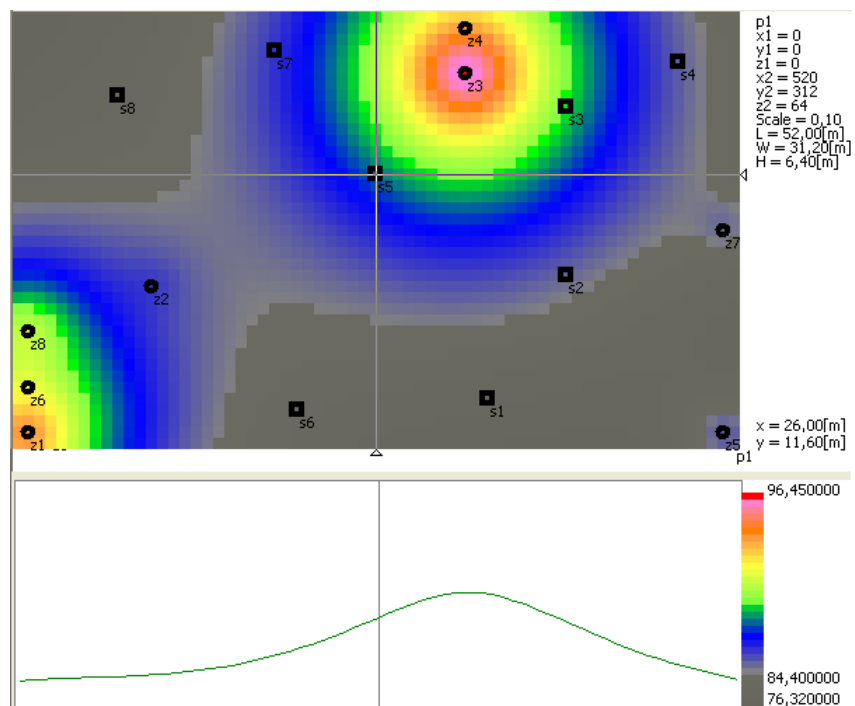 z4
s7
s4
z3
s8
s3
s5
z7
s2
z2
z8
z6
s1
s6
z1
z5
p1
x1 = 0
y1 = 0
z1 = 0
x2 = 520
y2 = 312
z2 = 64
Scale = 0,10
L = 52,00[m]
W = 31,20[m]
H = 6,40[m]
x = 26,00[m]
y = 11,60[m]
p1
96,450000
84,400000
76,320000